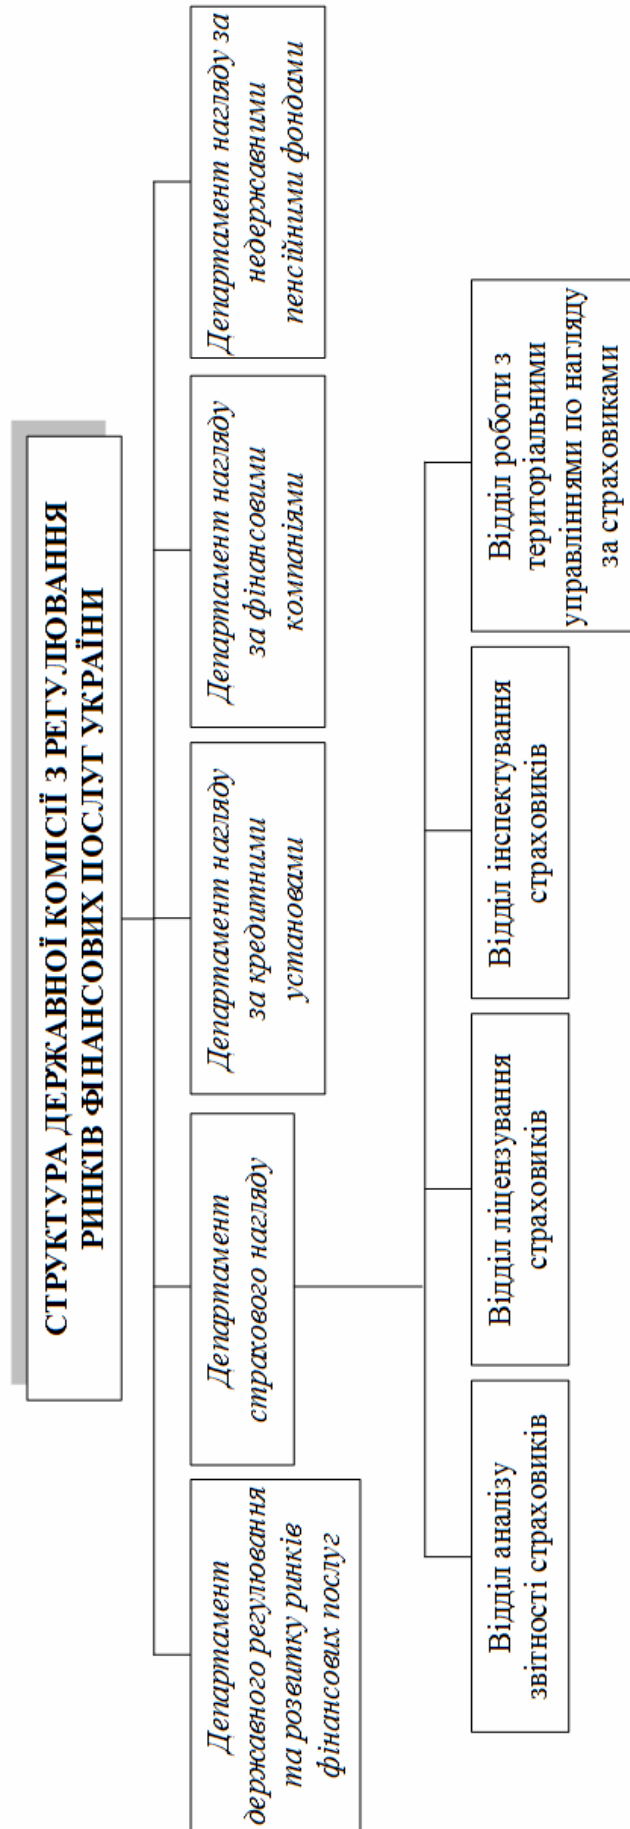 СТРУКТУРА ДЕРЖАВНОЇ КОМІСІЇ З РЕГУЛЮВАННЯ
РИНКІВ ФІНАНСОВИХ ПОСЛУГ УКРАЇНИ
Департамент
державного регулювання
та розвитку ринків
фінансових послуг
Департамент
страхового нагляду
Департамент нагляду
за кредитними
установами
Департамент нагляду
за фінансовими
компаніями
Департамент нагляду за
недержавними
пенсійними фондами
Відділ аналізу
звітності страховиків
Відділ ліцензування
страховиків
Відділ інспектування
страховиків
Відділ роботи з
територіальними
управліннями по нагляду
за страховиками